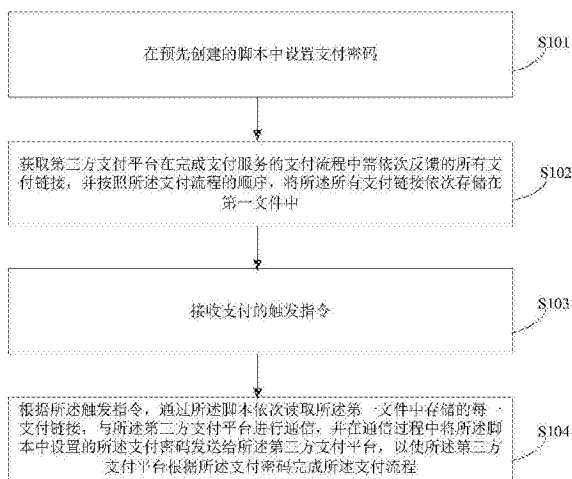 在预先创建的脚本中设置支付密码
S101
获取第三方支付平台在完成支付服务的支付流程中需依次反馈的所有支
付链接，并按照所述支付流程的顺序，将所述所有支付链接依次存储在
第一文件中
S102
接收支付的触发指令
S103
根据所述触发指令，通过所述脚本依次读取所述第一文件中存储的每一
支付链接，与所述第三方支付平台进行通信，并在通信过程中将所述脚
本中设置的所述支付密码发送给所述第三方支付平台，以使所述第三方
支付平台根据所述支付密码完成所述支付流程
S104